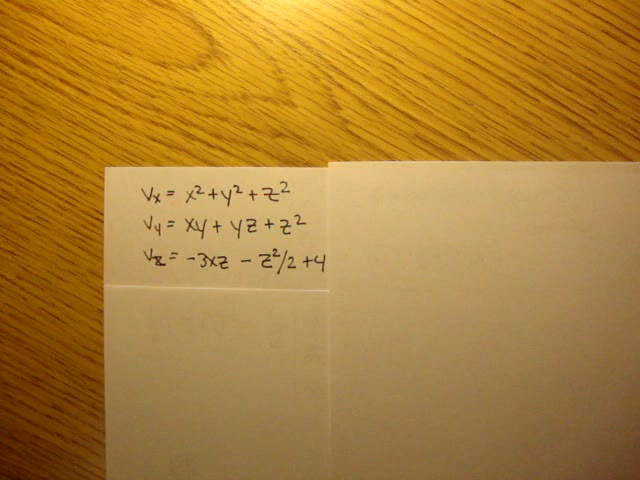 Vx = x² + y² + z²
Vy = xy + yz + z²
Vz = -3xz - z²/2 + 4